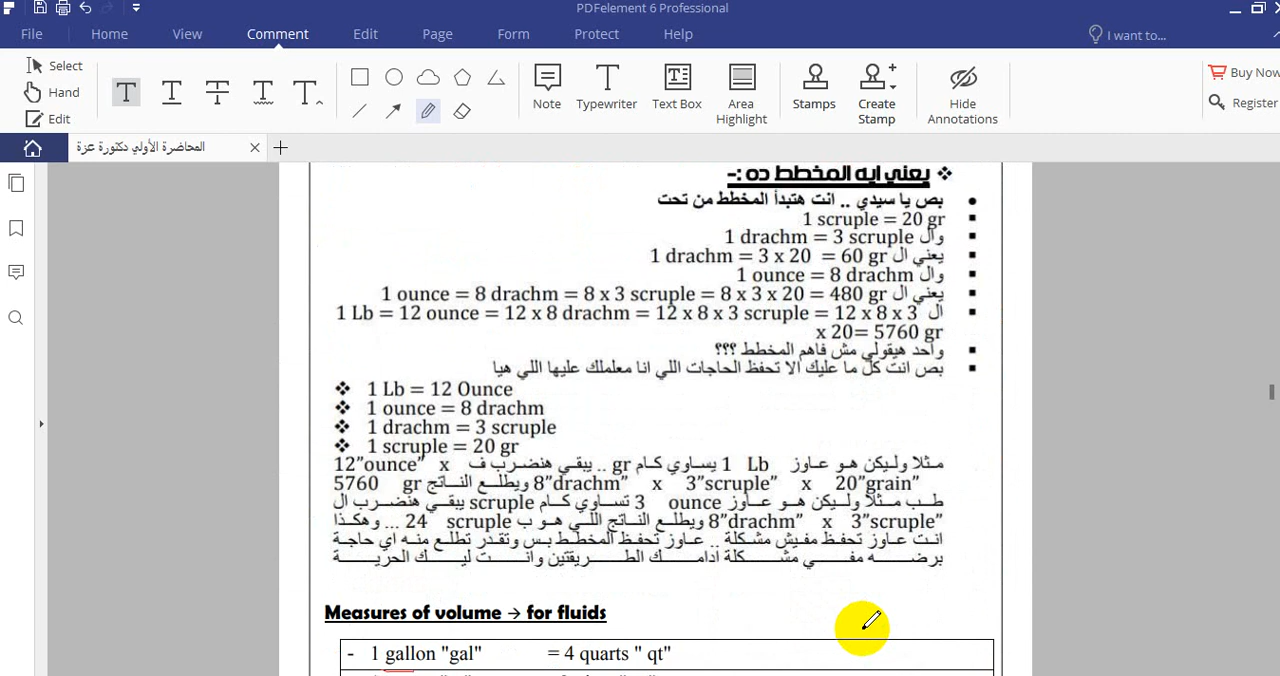 PDFelement 6 Professional
File Home View Comment Edit Page Form Protect Help I want to...
Select
Hand
Edit
Note Typewriter Text Box Area Highlight Stamps Create Stamp Hide Annotations
Buy Now
Register
المحاضرة الأولي دكتورة عزة
❖ يعني ايه المخطط ده :-
• بص يا سيدي .. انت هتبدأ المخطط من تحت
▪ 1 scruple = 20 gr
▪ وال 1 drachm = 3 scruple
▪ يعني ال 1 drachm = 3 x 20 = 60 gr
▪ وال 1 ounce = 8 drachm
▪ يعني ال 1 ounce = 8 drachm = 8 x 3 scruple = 8 x 3 x 20 = 480 gr
▪ ال 1 Lb = 12 ounce = 12 x 8 drachm = 12 x 8 x 3 scruple = 12 x 8 x 3
x 20= 5760 gr
▪ واحد هيقولي مش فاهم المخطط ؟؟؟
▪ بص انت كل ما عليك الا تحفظ الحاجات اللي انا معلملك عليها اللي هيا
❖ 1 Lb = 12 Ounce
❖ 1 ounce = 8 drachm
❖ 1 drachm = 3 scruple
❖ 1 scruple = 20 gr
مثلا وليكن هو عاوز 1 Lb يساوي كام gr .. يبقي هنضرب ف 12”ounce” x
8”drachm” x 3”scruple” x 20”grain” ويطلع الناتج 5760 gr
طب مثلا وليكن هو عاوز 3 ounce تساوي كام scruple يبقي هنضرب ال
8”drachm” x 3”scruple” ويطلع الناتج اللي هو ب 24 scruple ... وهكذا
انت عاوز تحفظ مفيش مشكلة .. عاوز تحفظ المخطط بس وتقدر تطلع منه اي حاجة
برضه مفي مشكلة ادامك الطريقتين وانت ليك الحرية
Measures of volume → for fluids
- 1 gallon "gal" = 4 quarts " qt"